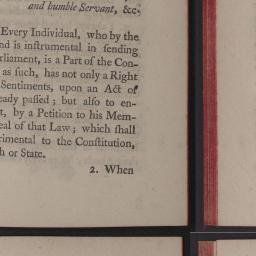 and humble Servant, &c.
Every Individual, who by the
nd is inſtrumental in ſending
rliament, is a Part of the Con-
as ſuch, has not only a Right
Sentiments, upon an Act of
eady paſſed; but alſo to en-
t, by a Petition to his Mem-
eal of that Law; which ſhall
rimental to the Conſtitution,
h or State.
2. When